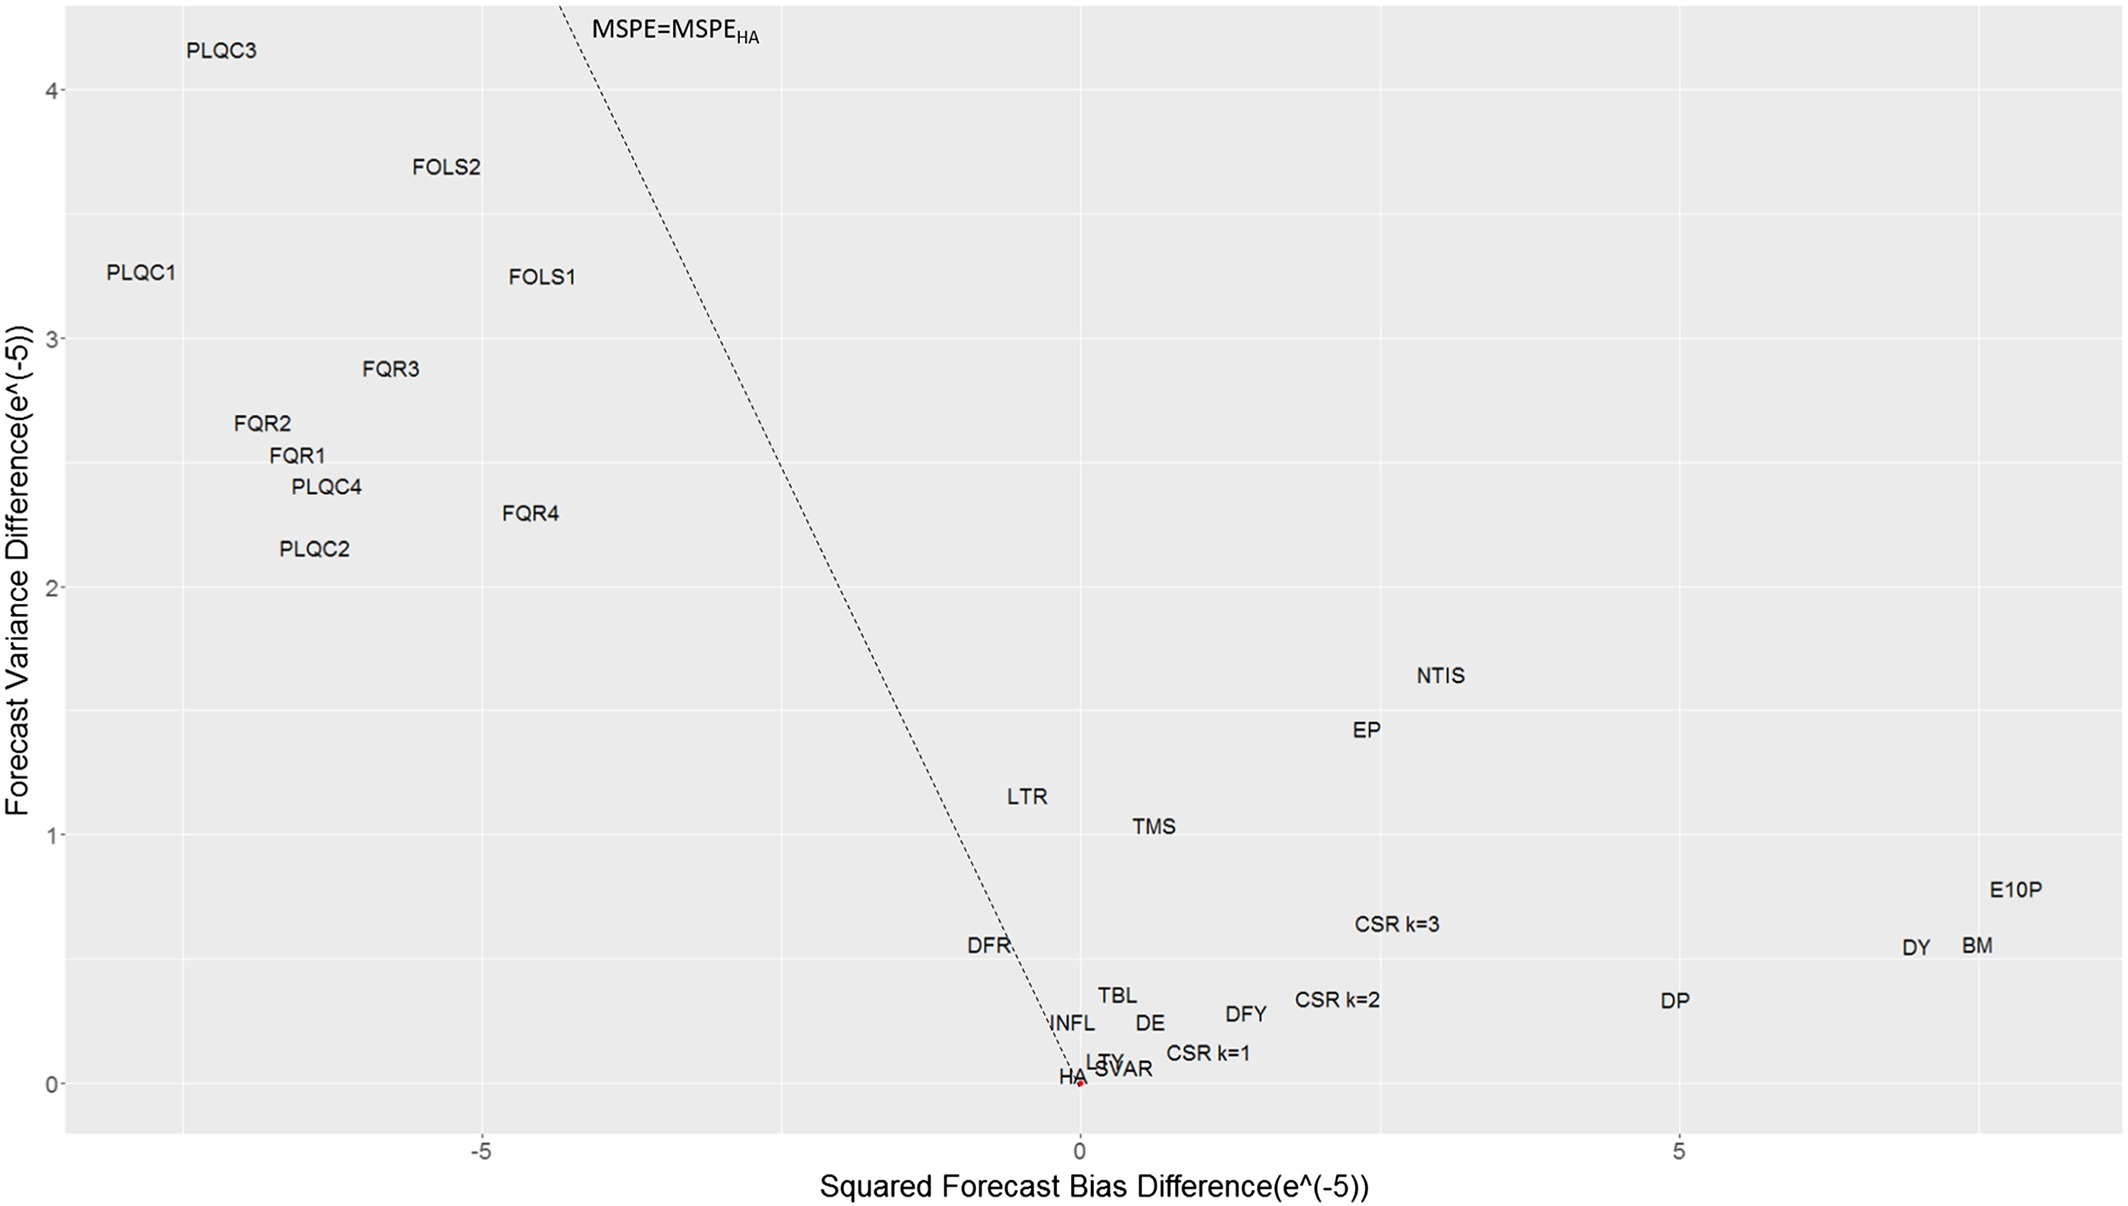 MSPE=MSPE_HA
PLQC3
4
FOLS2
PLQC1
FOLS1
3
FQR3
FQR2
FQR1
PLQC4
FQR4
PLQC2
2
NTIS
EP
LTR
TMS
1
E10P
CSR k=3
DFR
DY
BM
TBL
CSR k=2
DP
DFY
INFL
DE
CSR k=1
LTY
SVAR
HA
0
-5
0
5
Squared Forecast Bias Difference(e^(-5))
Forecast Variance Difference(e^(-5))